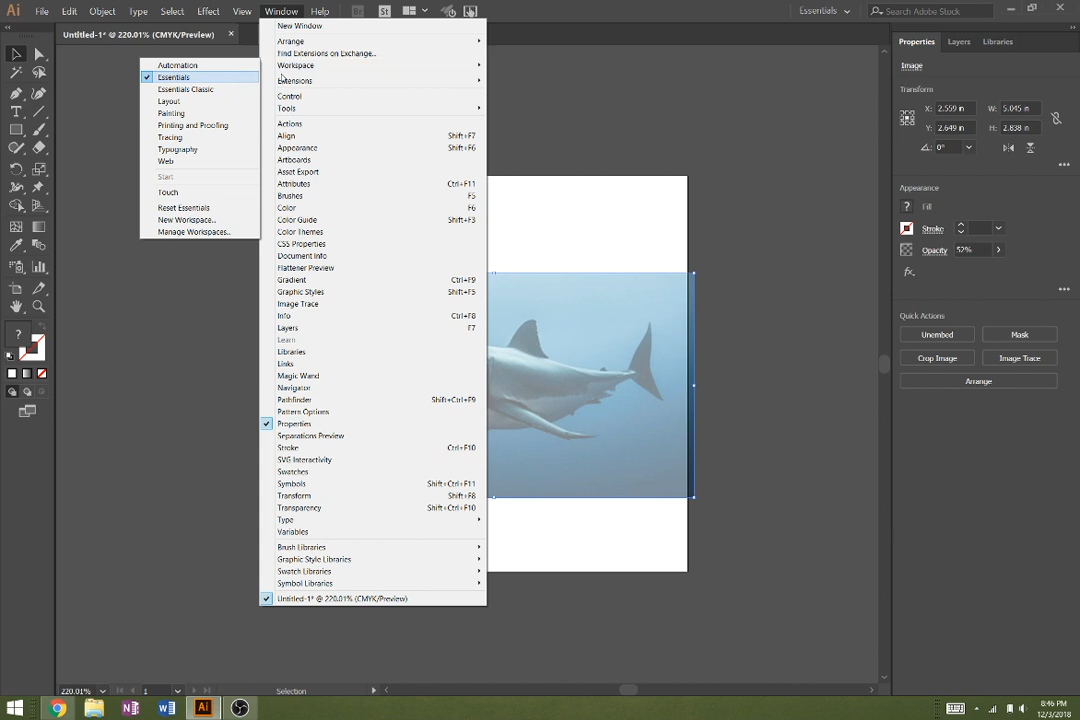 Ai File Edit Object Type Select Effect View Window Help Br St Essentials Search Adobe Stock
Untitled-1* @ 220.01% (CMYK/Preview) ×
Automation
Essentials
Essentials Classic
Layout
Painting
Printing and Proofing
Tracing
Typography
Web
Start
Touch
Reset Essentials
New Workspace...
Manage Workspaces...
New Window
Arrange
Find Extensions on Exchange...
Workspace
Extensions
Control
Tools
Actions
Align Shift+F7
Appearance Shift+F6
Artboards
Asset Export
Attributes Ctrl+F11
Brushes F5
Color F6
Color Guide Shift+F3
Color Themes
CSS Properties
Document Info
Flattener Preview
Gradient Ctrl+F9
Graphic Styles Shift+F5
Image Trace
Info Ctrl+F8
Layers F7
Learn
Libraries
Links
Magic Wand
Navigator
Pathfinder Shift+Ctrl+F9
Pattern Options
Properties
Separations Preview
Stroke Ctrl+F10
SVG Interactivity
Swatches
Symbols Shift+Ctrl+F11
Transform Shift+F8
Transparency Shift+Ctrl+F10
Type
Variables
Brush Libraries
Graphic Style Libraries
Swatch Libraries
Symbol Libraries
Untitled-1* @ 220.01% (CMYK/Preview)
Properties Layers Libraries
Image
Transform
X: 2.559 in W: 5.045 in
Y: 2.649 in H: 2.838 in
0°
Appearance
? Fill
Stroke
Opacity 52%
fx.
Quick Actions
Unembed Mask
Crop Image Image Trace
Arrange
?
220.01% 1 Selection
Ai
8:46 PM
12/3/2018